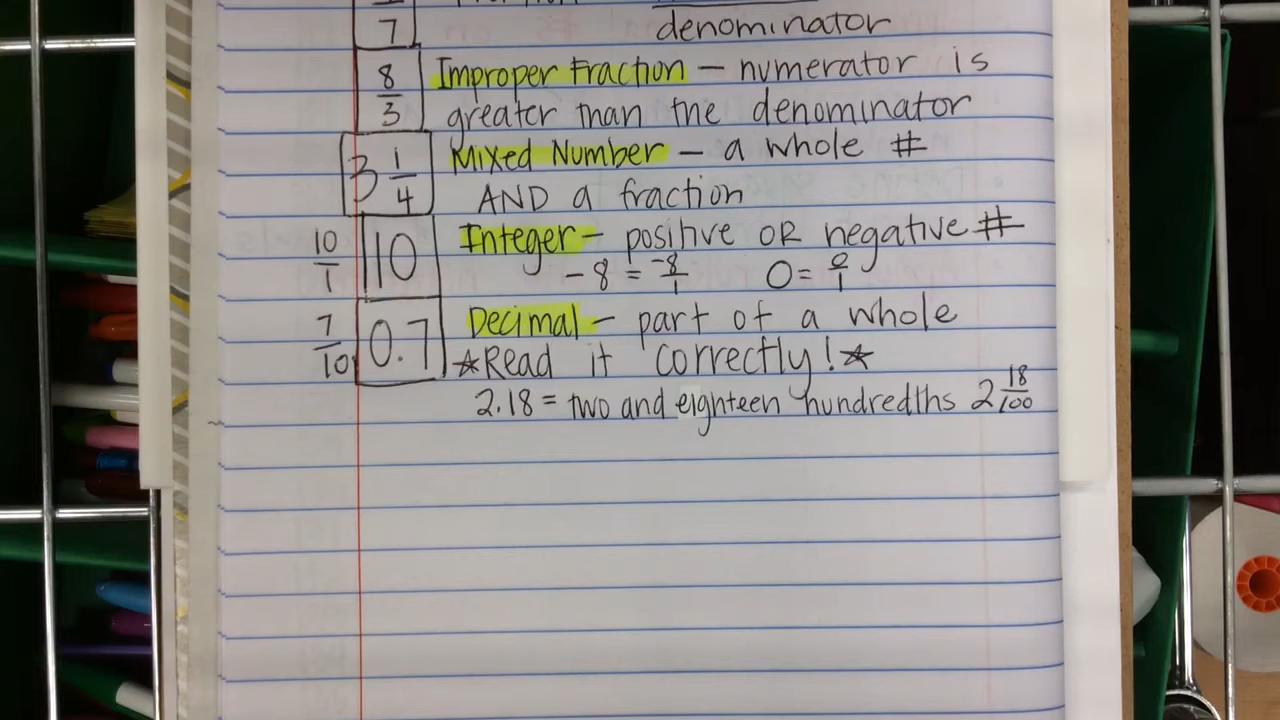 7
denominator
8/3 Improper Fraction – numerator is
greater than the denominator
3 1/4 Mixed Number – a whole #
AND a fraction
10/1 10 Integer – positive OR negative #
-8 = -8/1 0 = 0/1
7/10 0.7 Decimal – part of a whole
☆Read it correctly!☆
2.18 = two and eighteen hundredths 2 18/100